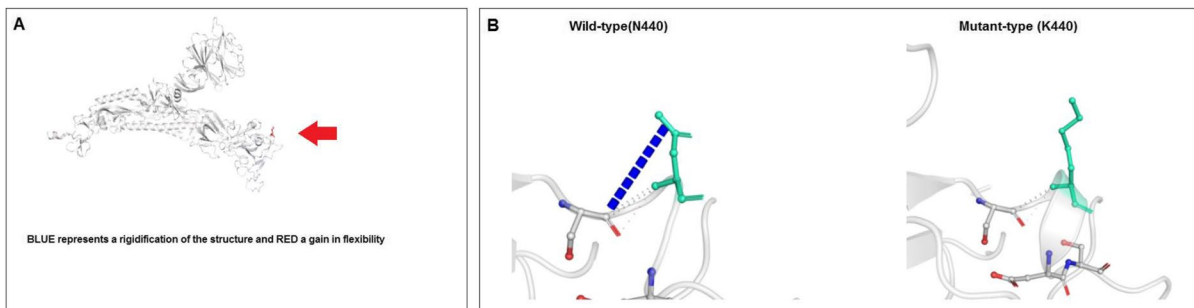 A
BLUE represents a rigidification of the structure and RED a gain in flexibility
B
Wild-type(N440)
Mutant-type (K440)